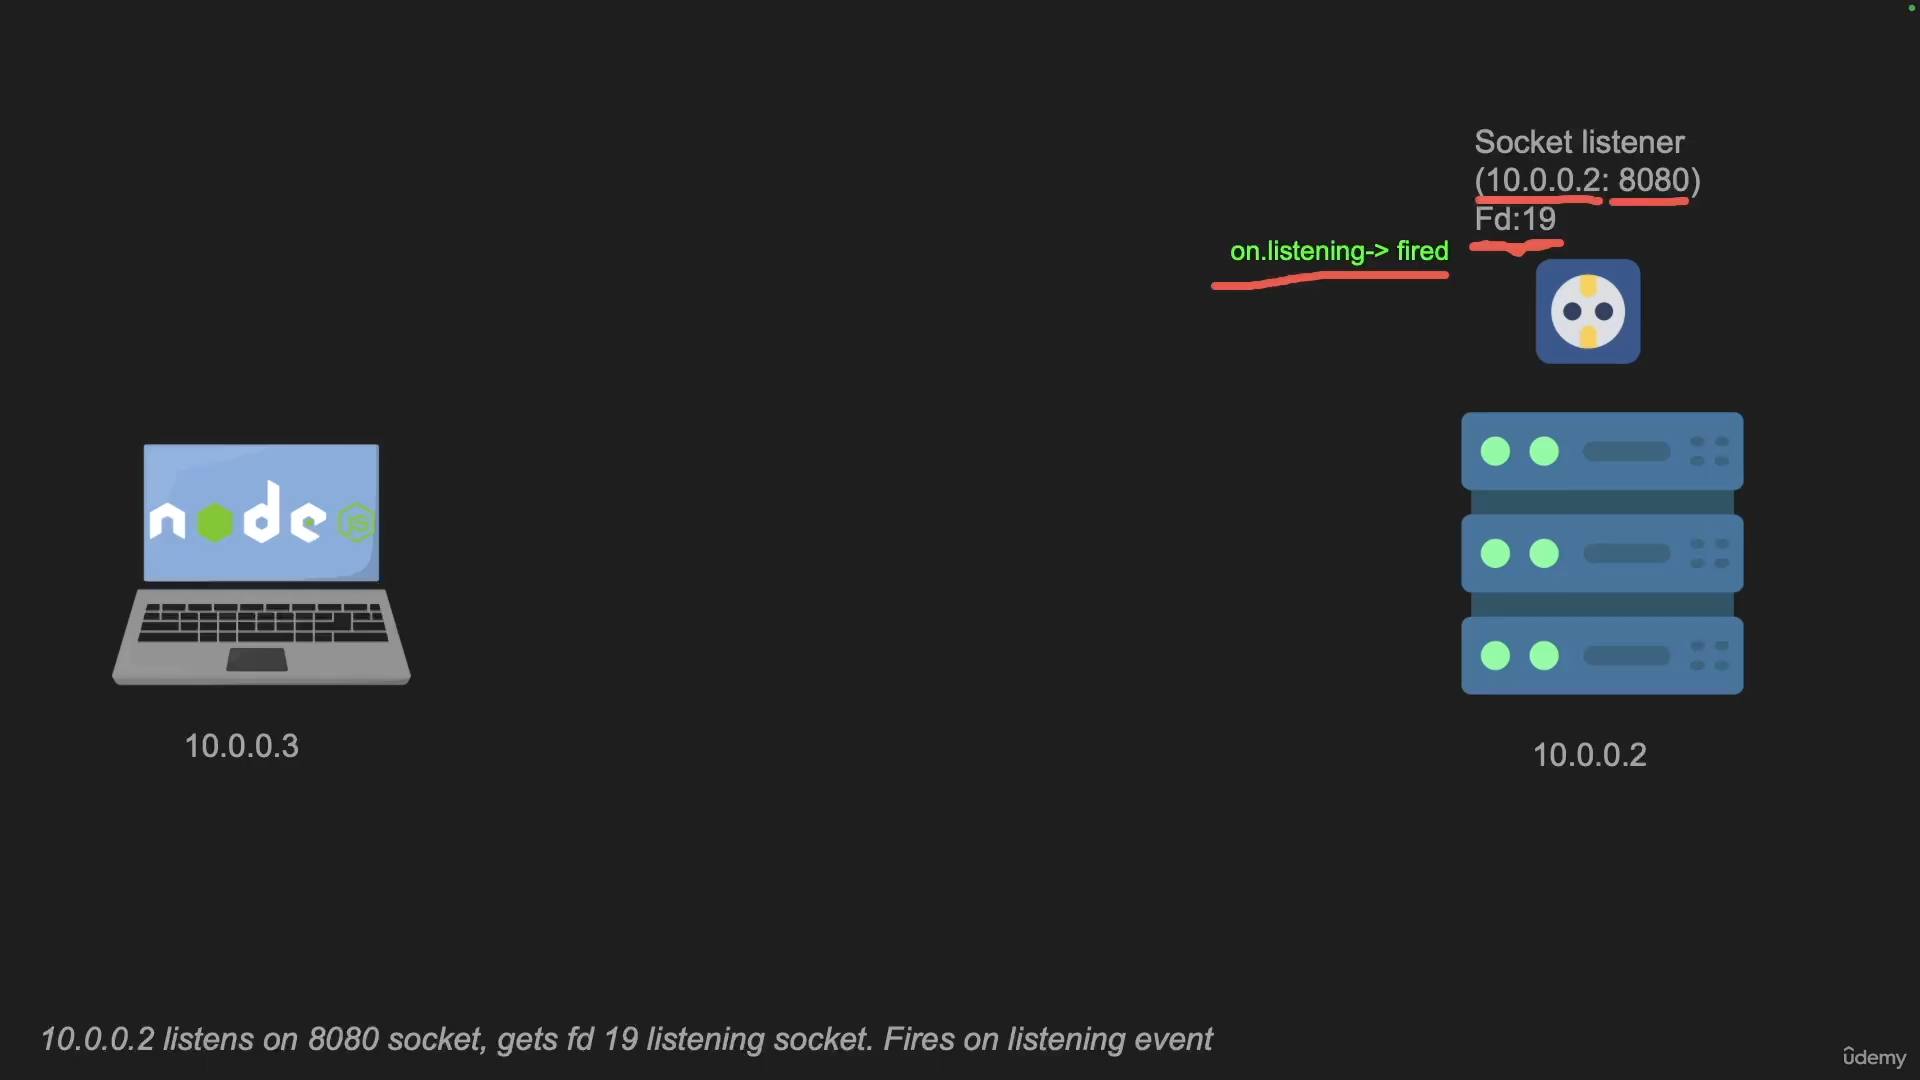 Socket listener
(10.0.0.2: 8080)
Fd:19
on.listening-> fired
node
JS
10.0.0.3
10.0.0.2
10.0.0.2 listens on 8080 socket, gets fd 19 listening socket. Fires on listening event
ûdemy